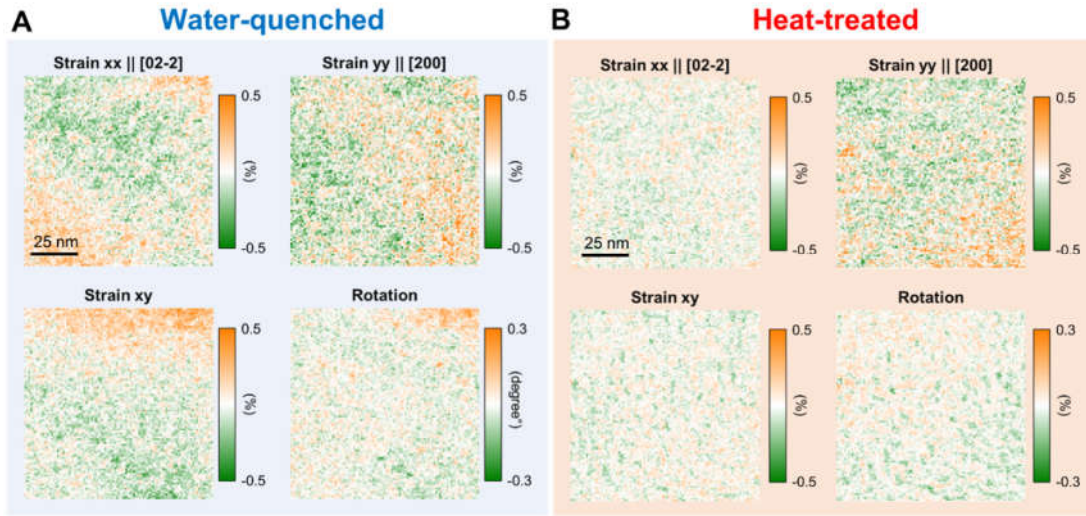 A
Water-quenched
Strain xx || [02-2]
0.5
(%)
-0.5
25 nm
Strain yy || [200]
0.5
(%)
-0.5
Strain xy
0.5
(%)
-0.5
Rotation
0.3
(degree°)
-0.3
B
Heat-treated
Strain xx || [02-2]
0.5
(%)
-0.5
25 nm
Strain yy || [200]
0.5
(%)
-0.5
Strain xy
0.5
(%)
-0.5
Rotation
0.3
(%)
-0.3